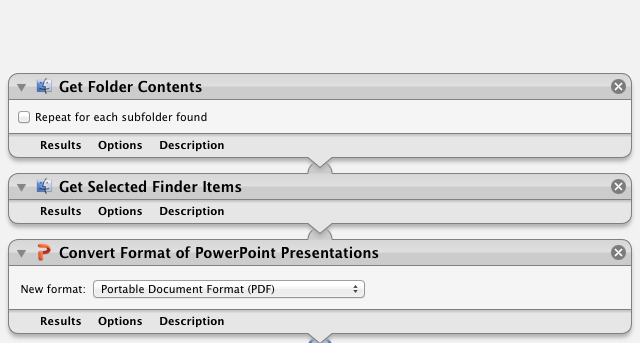 Get Folder Contents
Repeat for each subfolder found
Results Options Description
Get Selected Finder Items
Results Options Description
Convert Format of PowerPoint Presentations
New format: Portable Document Format (PDF)
Results Options Description